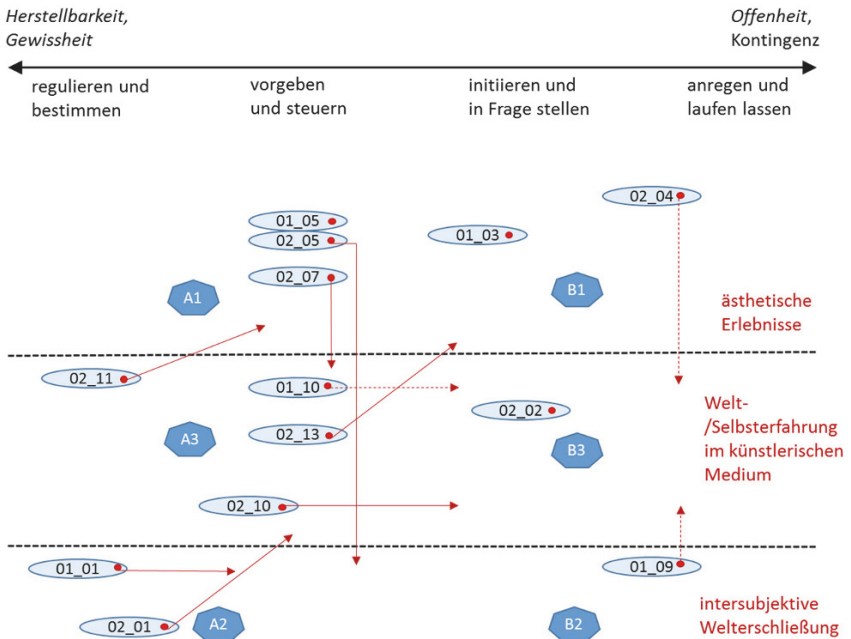 Herstellbarkeit,
Gewissheit
Offenheit,
Kontingenz
regulieren und
bestimmen
vorgeben
und steuern
initiieren und
in Frage stellen
anregen und
laufen lassen
02_04
01_05
01_03
02_05
02_07
A1
B1
ästhetische
Erlebnisse
02_11
01_10
02_02
02_13
A3
B3
Welt-
/Selbsterfahrung
im künstlerischen
Medium
02_10
01_01
01_09
02_01
A2
B2
intersubjektive
Welterschließung